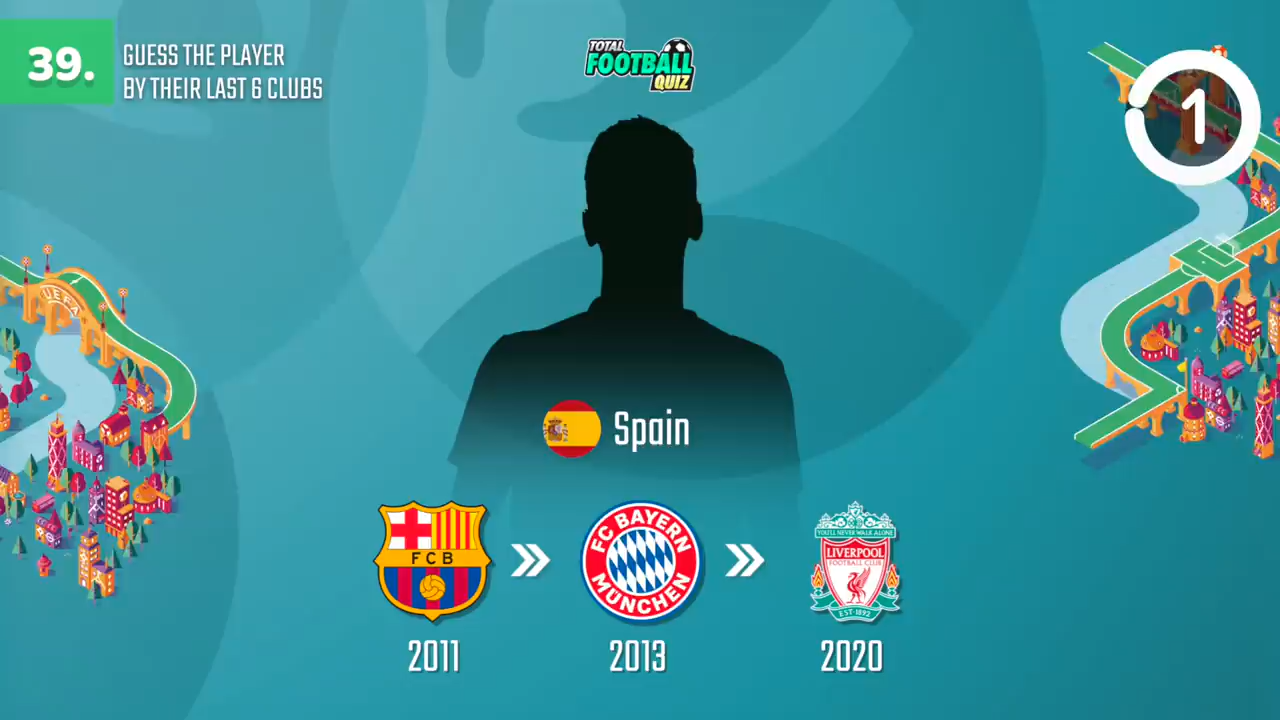 39.
GUESS THE PLAYER
BY THEIR LAST 6 CLUBS
TOTAL
FOOTBALL
QUIZ
1
UEFA
Spain
FCB
FC BAYERN
MÜNCHEN
YOU'LL NEVER WALK ALONE
LIVERPOOL
FOOTBALL CLUB
EST·1892
2011
2013
2020